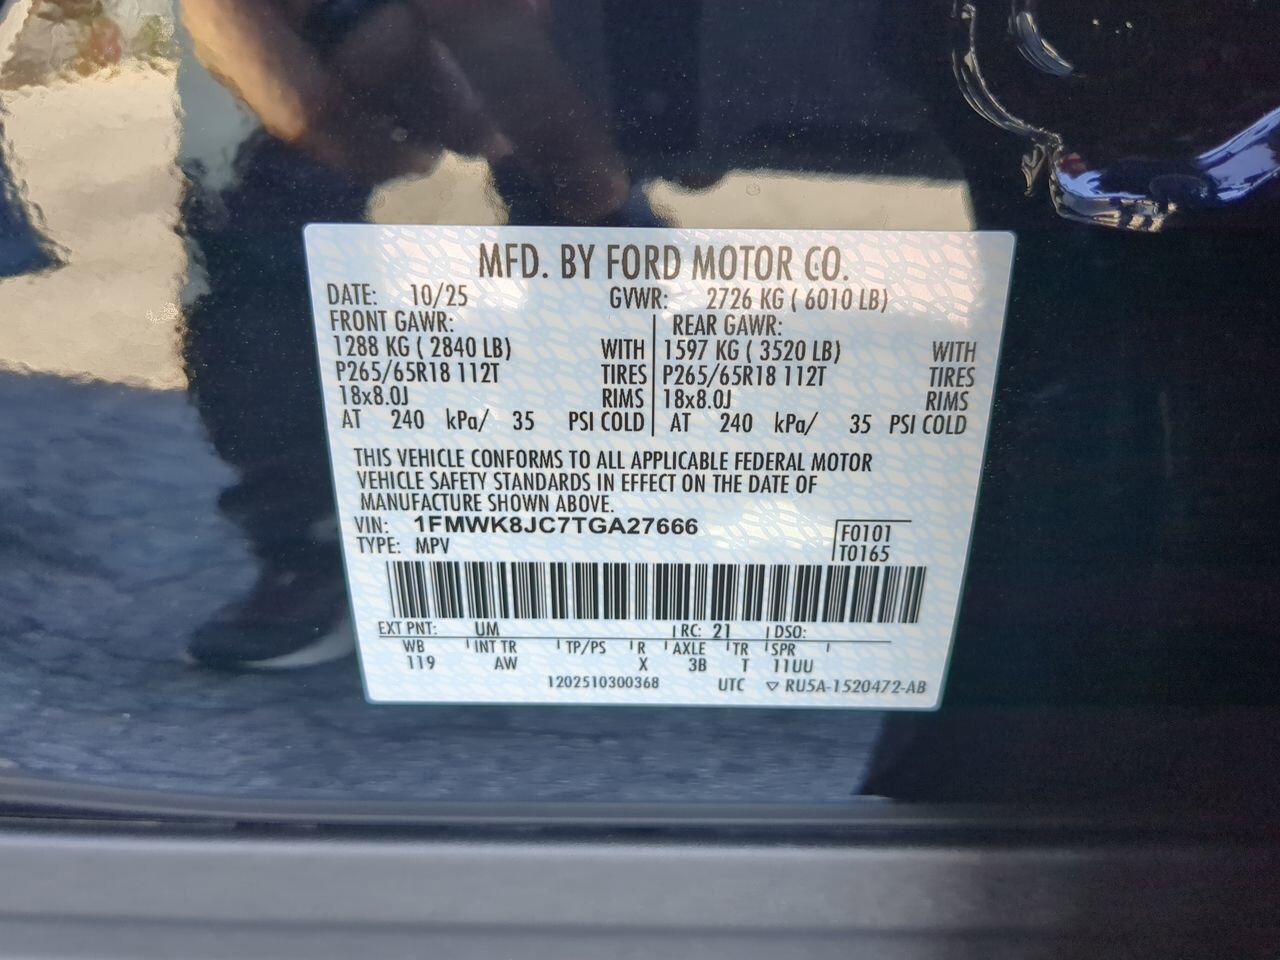 MFD. BY FORD MOTOR CO.
DATE: 10/25 GVWR: 2726 KG ( 6010 LB)
FRONT GAWR: REAR GAWR:
1288 KG ( 2840 LB) WITH 1597 KG ( 3520 LB) WITH
P265/65R18 112T TIRES P265/65R18 112T TIRES
18x8.0J RIMS 18x8.0J RIMS
AT 240 kPa/ 35 PSI COLD AT 240 kPa/ 35 PSI COLD
THIS VEHICLE CONFORMS TO ALL APPLICABLE FEDERAL MOTOR
VEHICLE SAFETY STANDARDS IN EFFECT ON THE DATE OF
MANUFACTURE SHOWN ABOVE.
VIN: 1FMWK8JC7TGA27666 F0101
TYPE: MPV T0165
EXT PNT: UM RC: 21 DSO:
WB INT TR TP/PS R AXLE TR SPR
119 AW X 3B T 11UU
1202510300368 UTC ▽ RU5A-1520472-AB